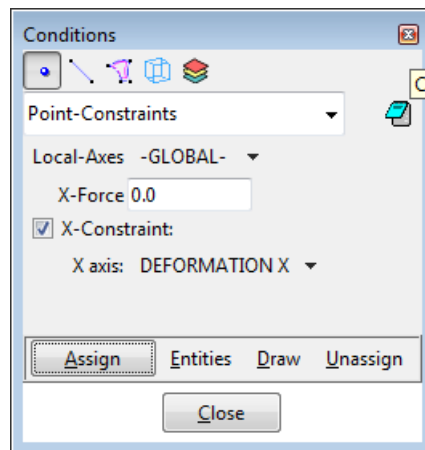 Conditions
C
Point-Constraints
Local-Axes -GLOBAL-
X-Force 0.0
X-Constraint:
X axis: DEFORMATION X
Assign Entities Draw Unassign
Close